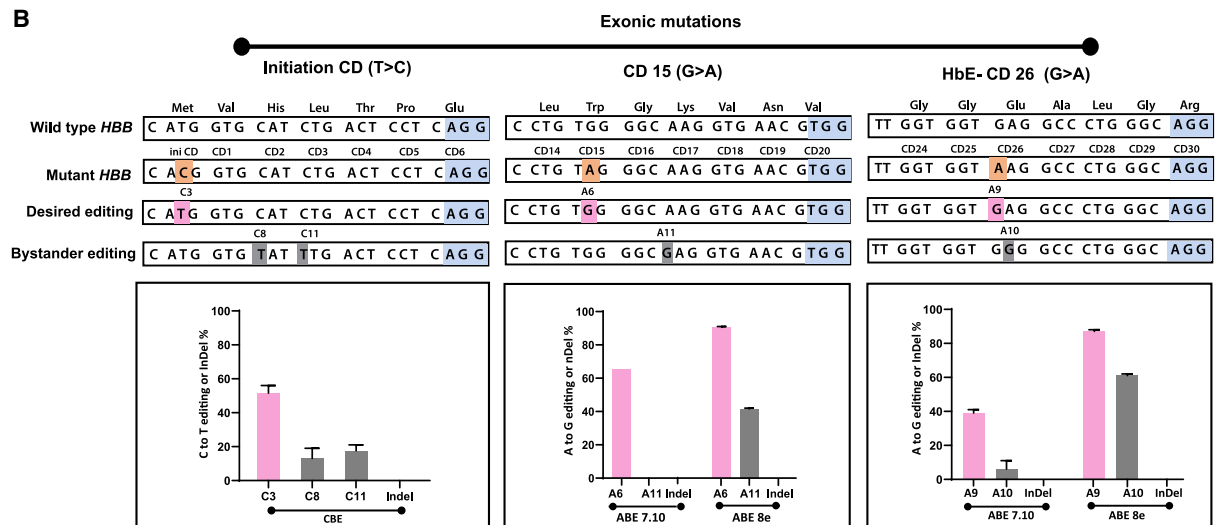 B
Exonic mutations
Initiation CD (T>C)
CD 15 (G>A)
HbE- CD 26 (G>A)
Met Val His Leu Thr Pro Glu
Leu Trp Gly Lys Val Asn Val
Gly Gly Glu Ala Leu Gly Arg
Wild type HBB
C ATG GTG CAT CTG ACT CCT C AGG
C CTG TGG GGC AAG GTG AAC G TGG
TT GGT GGT GAG GCC CTG GGC AGG
ini CD CD1 CD2 CD3 CD4 CD5 CD6
CD14 CD15 CD16 CD17 CD18 CD19 CD20
CD24 CD25 CD26 CD27 CD28 CD29 CD30
Mutant HBB
C ACG GTG CAT CTG ACT CCT C AGG
C CTG TAG GGC AAG GTG AAC G TGG
TT GGT GGT AAG GCC CTG GGC AGG
C3
A6
A9
Desired editing
C ATG GTG CAT CTG ACT CCT C AGG
C CTG TGG GGC AAG GTG AAC G TGG
TT GGT GGT GAG GCC CTG GGC AGG
C8 C11
A11
A10
Bystander editing
C ATG GTG TAT TTG ACT CCT C AGG
C CTG TGG GGC GAG GTG AAC G TGG
TT GGT GGT GGG GCC CTG GGC AGG
C to T editing or InDel %
100
80
60
40
20
0
C3 C8 C11 Indel
CBE
A to G editing or nDel %
100
80
60
40
20
0
A6 A11 Indel A6 A11 Indel
ABE 7.10 ABE 8e
A to G editing or InDel %
100
80
60
40
20
0
A9 A10 InDel A9 A10 InDel
ABE 7.10 ABE 8e